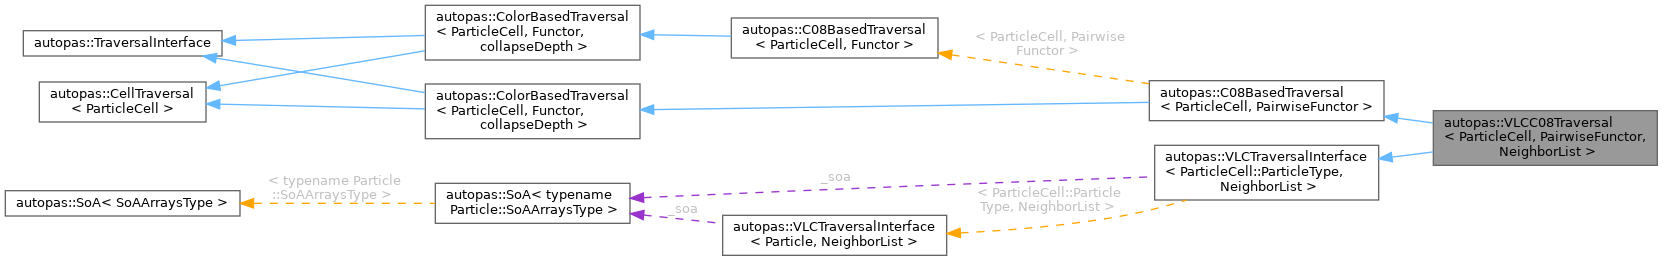 autopas::TraversalInterface
autopas::CellTraversal
< ParticleCell >
autopas::ColorBasedTraversal
< ParticleCell, Functor,
collapseDepth >
autopas::ColorBasedTraversal
< ParticleCell, Functor,
collapseDepth >
autopas::C08BasedTraversal
< ParticleCell, Functor >
< ParticleCell, Pairwise
Functor >
autopas::C08BasedTraversal
< ParticleCell, PairwiseFunctor >
autopas::VLCC08Traversal
< ParticleCell, PairwiseFunctor,
NeighborList >
autopas::VLCTraversalInterface
< ParticleCell::ParticleType,
NeighborList >
autopas::SoA< SoAArraysType >
< typename Particle
::SoAArraysType >
autopas::SoA< typename
Particle::SoAArraysType >
_soa
_soa
< ParticleCell::Particle
Type, NeighborList >
autopas::VLCTraversalInterface
< Particle, NeighborList >